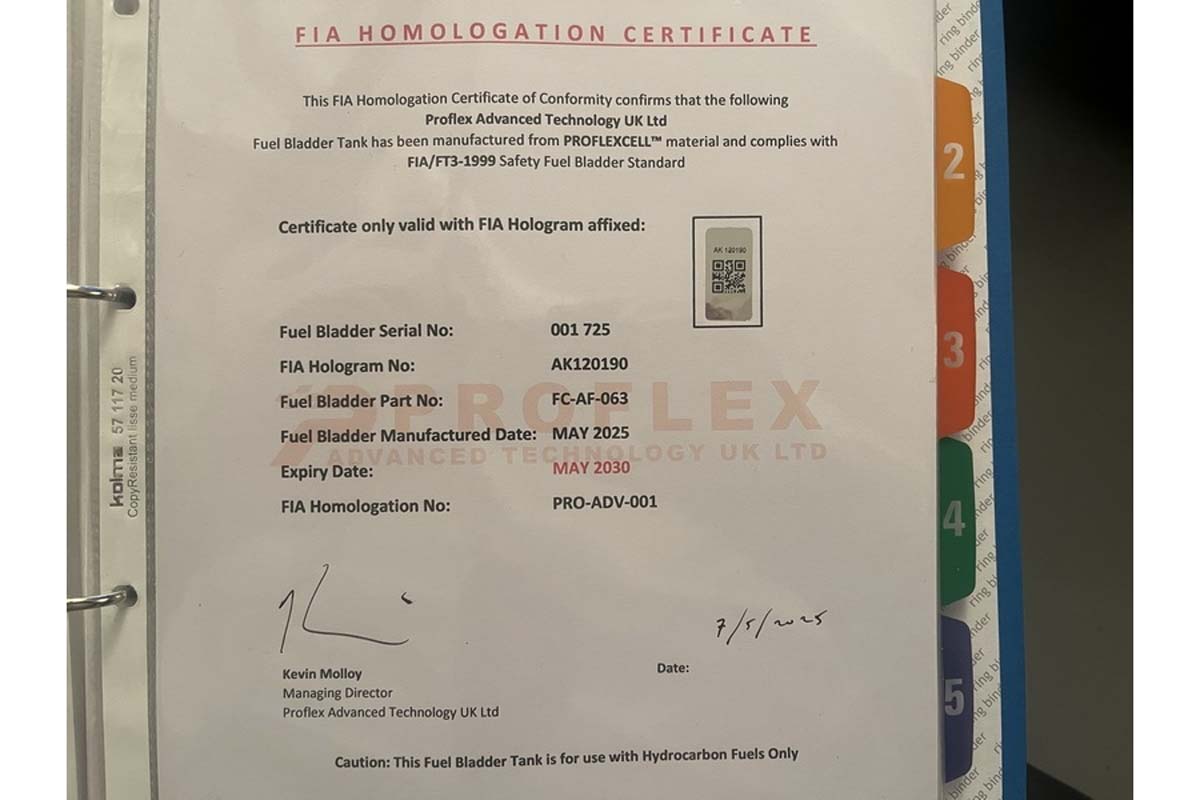 FIA HOMOLOGATION CERTIFICATE
This FIA Homologation Certificate of Conformity confirms that the following
Proflex Advanced Technology UK Ltd
Fuel Bladder Tank has been manufactured from PROFLEXCELL™ material and complies with
FIA/FT3-1999 Safety Fuel Bladder Standard
Certificate only valid with FIA Hologram affixed:
AK 120190
Fuel Bladder Serial No: 001 725
FIA Hologram No: AK120190
Fuel Bladder Part No: FC-AF-063
PROFLEX
Fuel Bladder Manufactured Date: MAY 2025
ADVANCED TECHNOLOGY UK LTD
Expiry Date: MAY 2030
FIA Homologation No: PRO-ADV-001
7/5/2025
Kevin Molloy
Date:
Managing Director
Proflex Advanced Technology UK Ltd
Caution: This Fuel Bladder Tank is for use with Hydrocarbon Fuels Only
kolma 57 117 20
CopyResistant lisse medium
2
3
4
5
ring binder
ring binder
ring binder